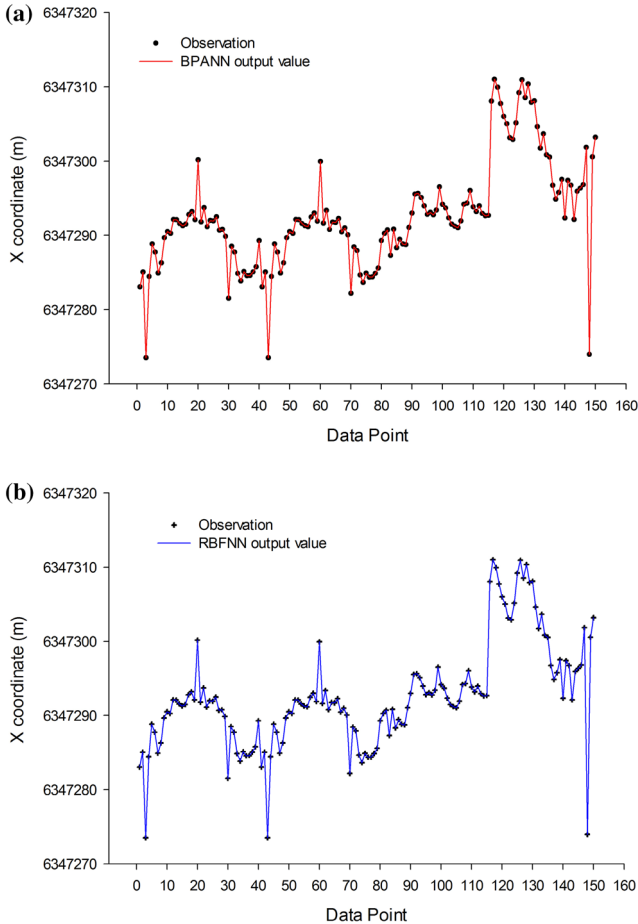 (a)
6347320
6347310
6347300
6347290
6347280
6347270
X coordinate (m)
Observation
BPANN output value
0 10 20 30 40 50 60 70 80 90 100 110 120 130 140 150 160
Data Point
(b)
6347320
6347310
6347300
6347290
6347280
6347270
X coordinate (m)
Observation
RBFNN output value
0 10 20 30 40 50 60 70 80 90 100 110 120 130 140 150 160
Data Point